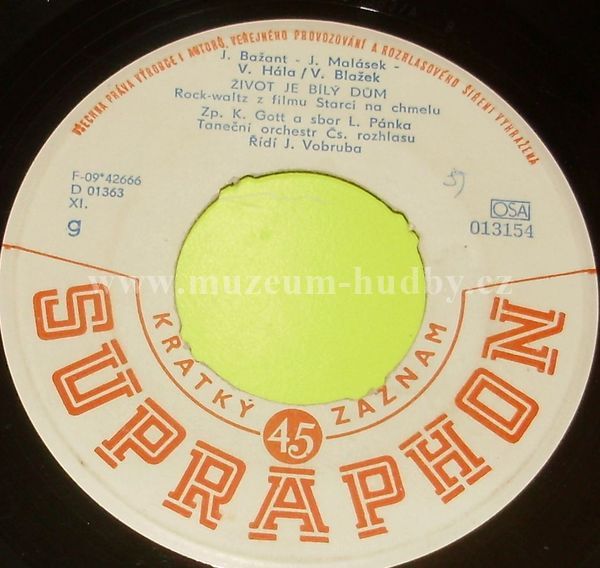 VŠECHNA PRÁVA VÝROBCE I AUTORŮ, VEŘEJNÉHO PROVOZOVÁNÍ A ROZHLASOVÉHO ŠÍŘENÍ VYHRAŽENA
J. Bažant - J. Malásek -
V. Hála / V. Blažek
ŽIVOT JE BÍLÝ DŮM
Rock-waltz z filmu Starci na chmelu
Zp. K. Gott a sbor L. Pánka
Taneční orchestr Čs. rozhlasu
Řídí J. Vobruba
F-09*42666
D 01363
XI.
g
OSA
013154
www.muzeum-hudby.cz
KRÁTKÝ 45 ZÁZNAM
SUPRAPHON